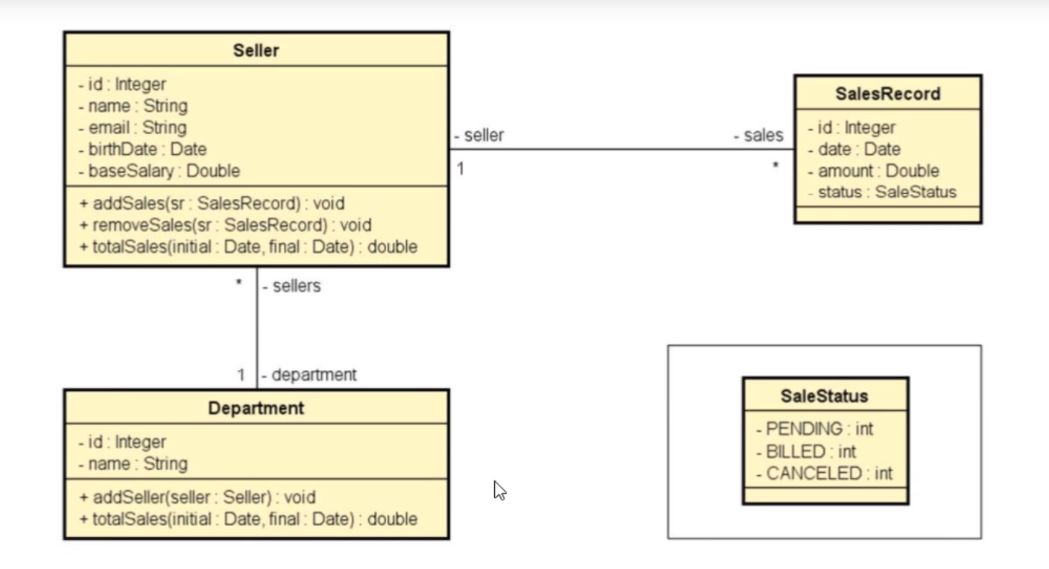 Seller
- id : Integer
- name : String
- email : String
- birthDate : Date
- baseSalary : Double
+ addSales(sr : SalesRecord) : void
+ removeSales(sr : SalesRecord) : void
+ totalSales(initial : Date, final : Date) : double
- seller
1
- sales
*
SalesRecord
- id : Integer
- date : Date
- amount : Double
- status : SaleStatus
* - sellers
1 - department
Department
- id : Integer
- name : String
+ addSeller(seller : Seller) : void
+ totalSales(initial : Date, final : Date) : double
SaleStatus
- PENDING : int
- BILLED : int
- CANCELED : int